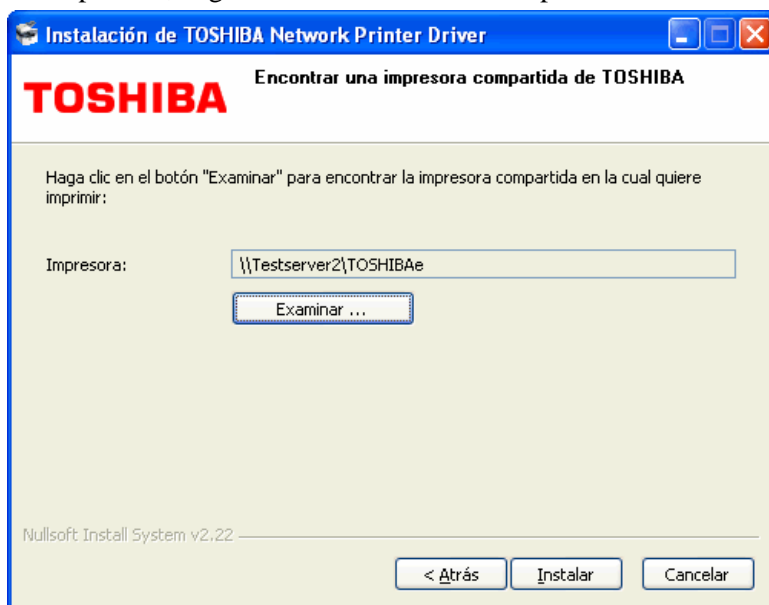 Instalación de TOSHIBA Network Printer Driver
TOSHIBA
Encontrar una impresora compartida de TOSHIBA
Haga clic en el botón "Examinar" para encontrar la impresora compartida en la cual quiere
imprimir:
Impresora:
\\Testserver2\TOSHIBAe
Examinar ...
Nullsoft Install System v2.22
< Atrás
Instalar
Cancelar